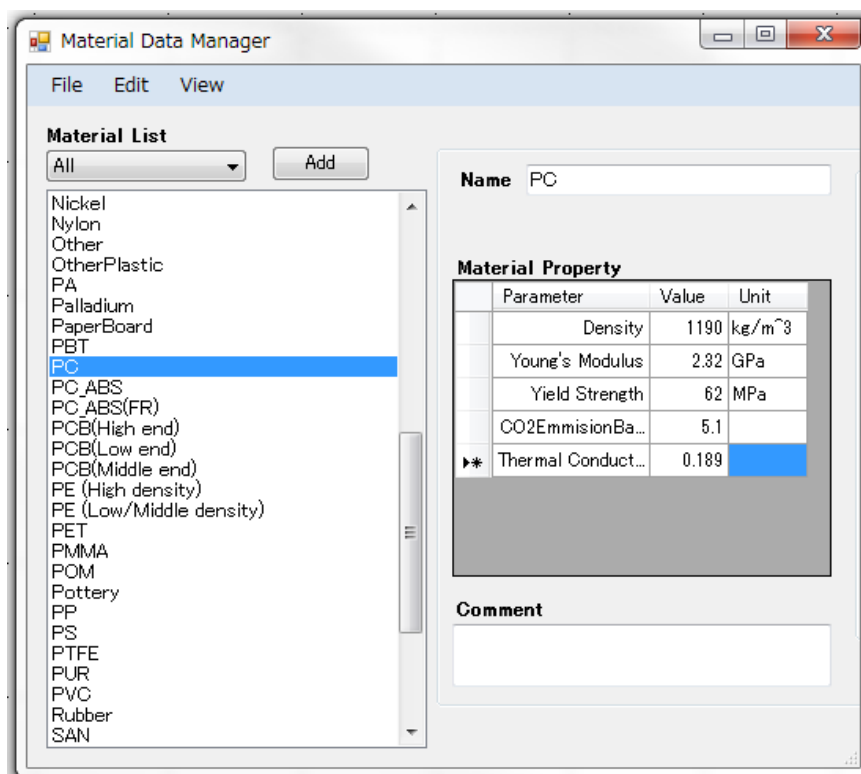 Material Data Manager
File Edit View
Material List
All
Add
Nickel
Nylon
Other
OtherPlastic
PA
Palladium
PaperBoard
PBT
PC
PC_ABS
PC_ABS(FR)
PCB(High end)
PCB(Low end)
PCB(Middle end)
PE (High density)
PE (Low/Middle density)
PET
PMMA
POM
Pottery
PP
PS
PTFE
PUR
PVC
Rubber
SAN
Name PC
Material Property
Parameter Value Unit
Density 1190 kg/m^3
Young's Modulus 2.32 GPa
Yield Strength 62 MPa
CO2EmmisionBa... 5.1
Thermal Conduct... 0.189
Comment